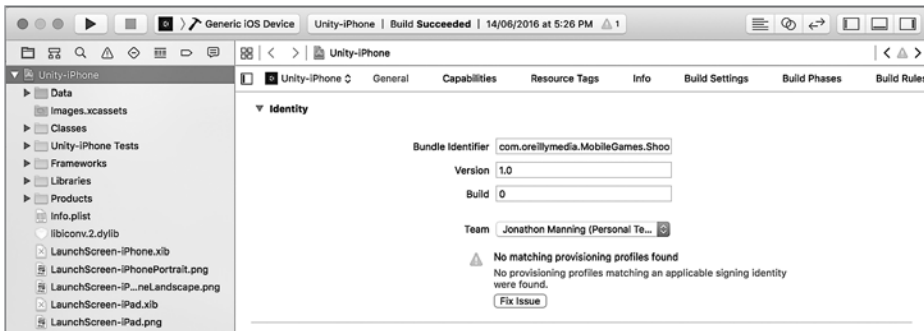 Generic iOS Device
Unity-iPhone | Build Succeeded | 14/06/2016 at 5:26 PM 1
Unity-iPhone
Unity-iPhone
Unity-iPhone General Capabilities Resource Tags Info Build Settings Build Phases Build Rules
Data
Images.xcassets
Classes
Unity-iPhone Tests
Frameworks
Libraries
Products
Info.plist
libiconv.2.dylib
LaunchScreen-iPhone.xib
LaunchScreen-iPhonePortrait.png
LaunchScreen-iP...neLandscape.png
LaunchScreen-iPad.xib
LaunchScreen-iPad.png
Identity
Bundle Identifier com.oreillymedia.MobileGames.Shoo
Version 1.0
Build 0
Team Jonathon Manning (Personal Te...
No matching provisioning profiles found
No provisioning profiles matching an applicable signing identity
were found.
Fix Issue